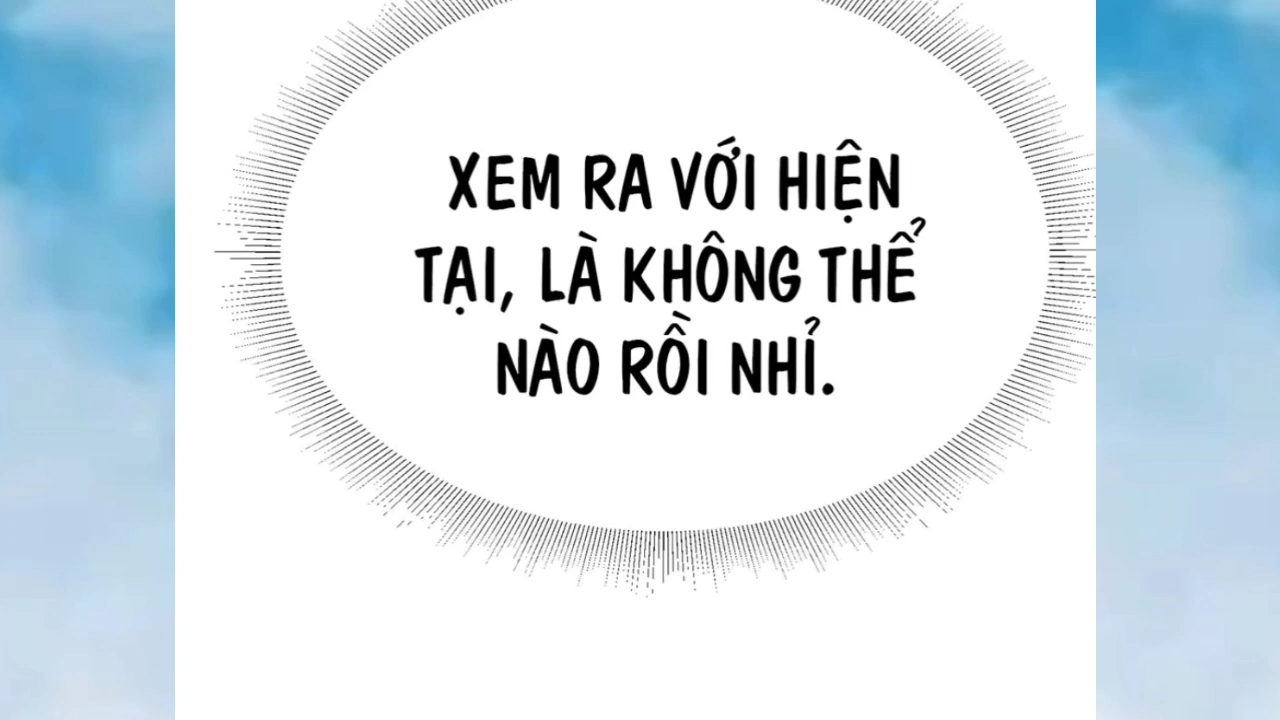 XEM RA VỚI HIỆN
TẠI, LÀ KHÔNG THỂ
NÀO RỒI NHỈ.